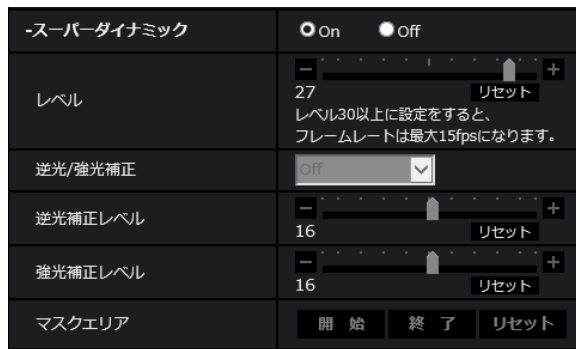 -スーパーダイナミック On Off
レベル
27 リセット
レベル30以上に設定をすると、
フレームレートは最大15fpsになります。
逆光/強光補正 Off
逆光補正レベル
16 リセット
強光補正レベル
16 リセット
マスクエリア 開 始 終 了 リセット